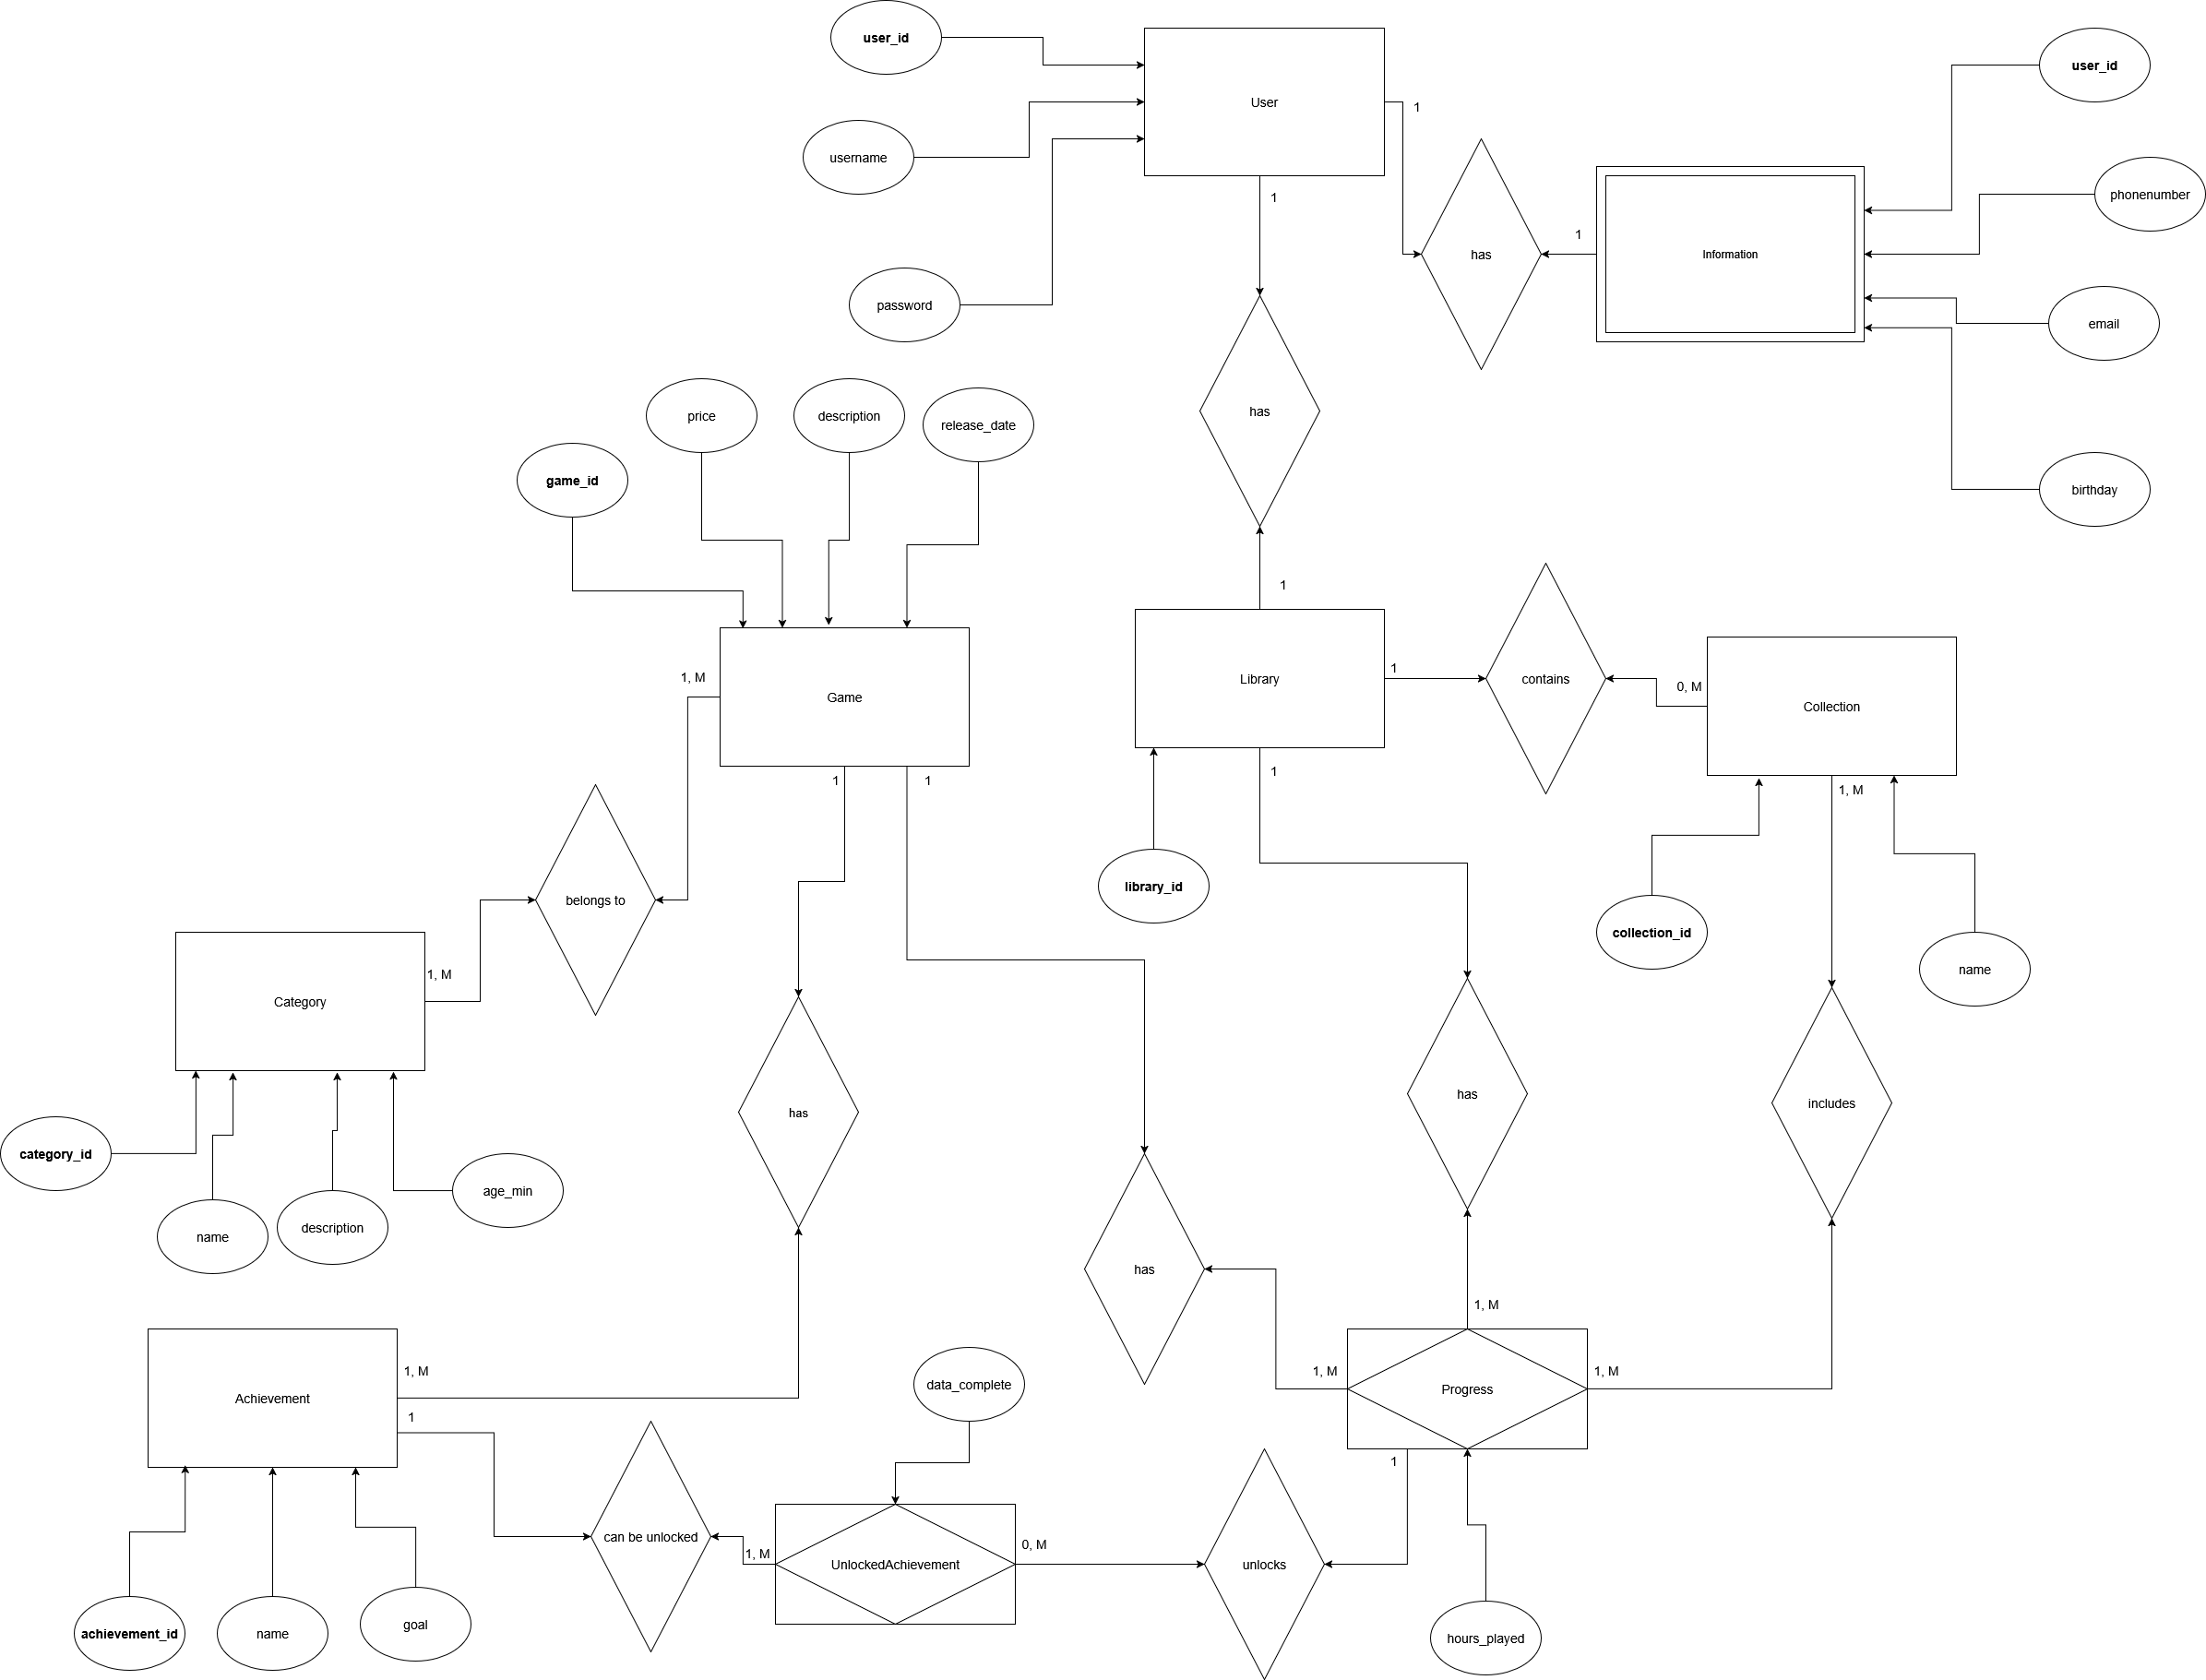 user_id
User
user_id
1
username
phonenumber
1
1
has
Information
password
email
price
description
release_date
has
game_id
birthday
1
1, M
Game
Library
1
contains
0, M
Collection
1
1
1
1, M
belongs to
library_id
collection_id
name
1, M
Category
has
has
includes
category_id
name
description
age_min
has
1, M
Achievement
1, M
data_complete
1, M
Progress
1, M
1
1
can be unlocked
1, M
UnlockedAchievement
0, M
unlocks
achievement_id
name
goal
hours_played